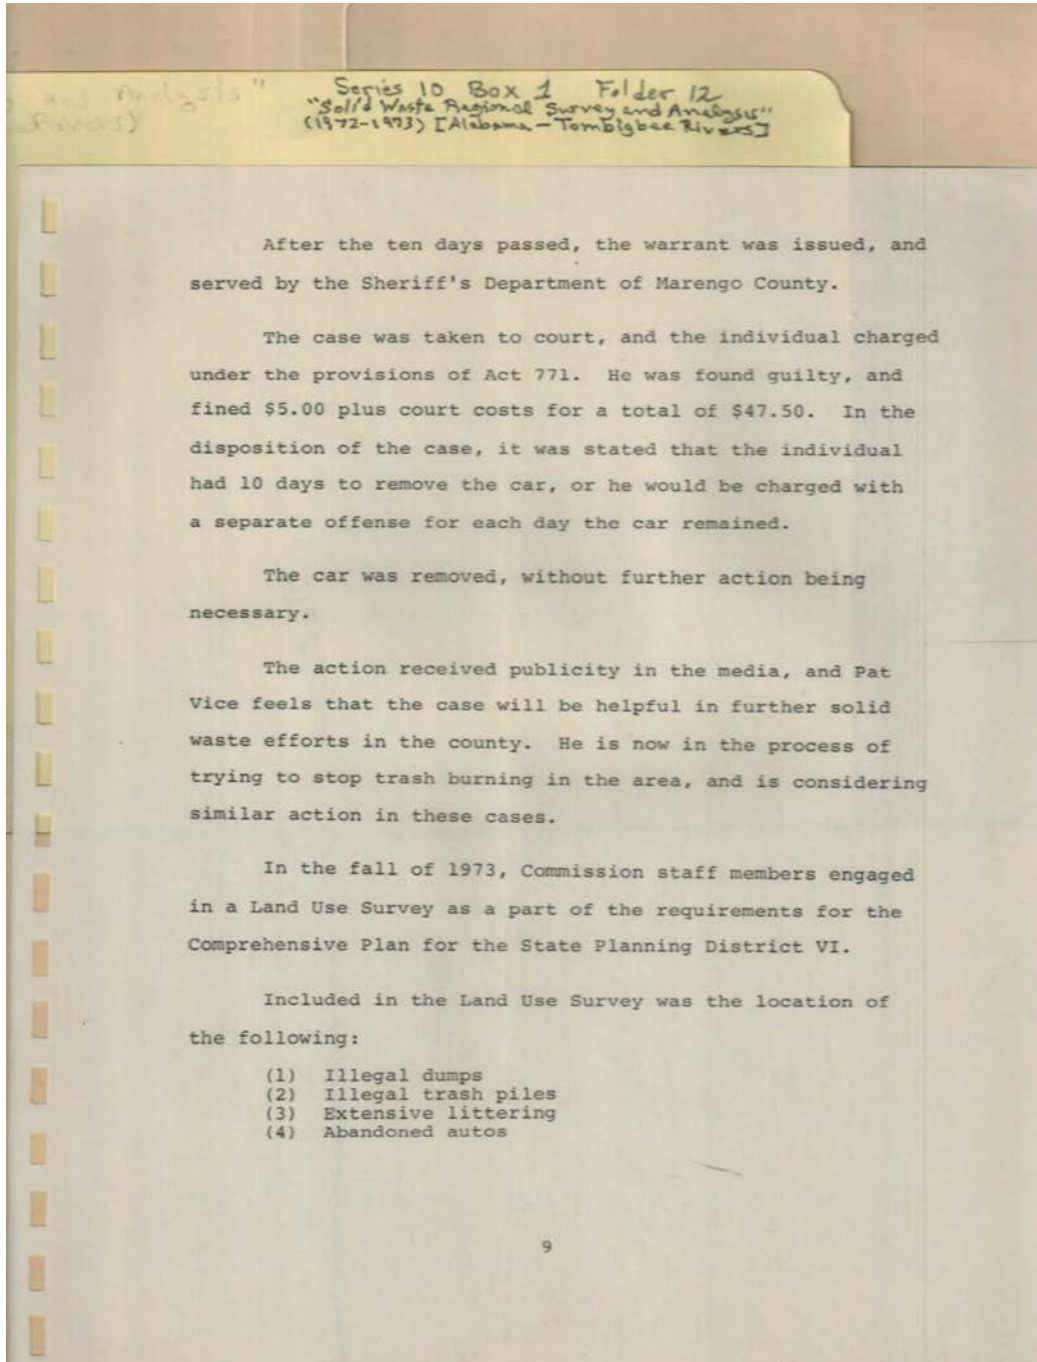 Series 10 Box 1 Folder 12
"Solid Waste Regional Survey and Analysis"
(1972-1973) [Alabama - Tombigbee Rivers]
After the ten days passed, the warrant was issued, and
served by the Sheriff's Department of Marengo County.
The case was taken to court, and the individual charged
under the provisions of Act 771. He was found guilty, and
fined $5.00 plus court costs for a total of $47.50. In the
disposition of the case, it was stated that the individual
had 10 days to remove the car, or he would be charged with
a separate offense for each day the car remained.
The car was removed, without further action being
necessary.
The action received publicity in the media, and Pat
Vice feels that the case will be helpful in further solid
waste efforts in the county. He is now in the process of
trying to stop trash burning in the area, and is considering
similar action in these cases.
In the fall of 1973, Commission staff members engaged
in a Land Use Survey as a part of the requirements for the
Comprehensive Plan for the State Planning District VI.
Included in the Land Use Survey was the location of
the following:
(1) Illegal dumps
(2) Illegal trash piles
(3) Extensive littering
(4) Abandoned autos
9